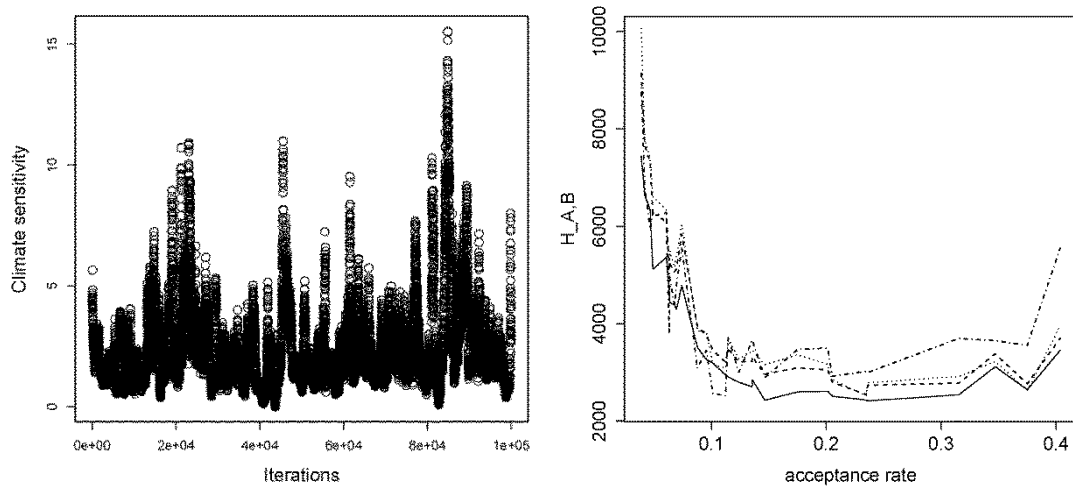 Climate sensitivity
15
10
5
0
0e+00 2e+04 4e+04 6e+04 8e+04 1e+05
Iterations
H_A,B
10000
8000
6000
4000
2000
0.1 0.2 0.3 0.4
acceptance rate